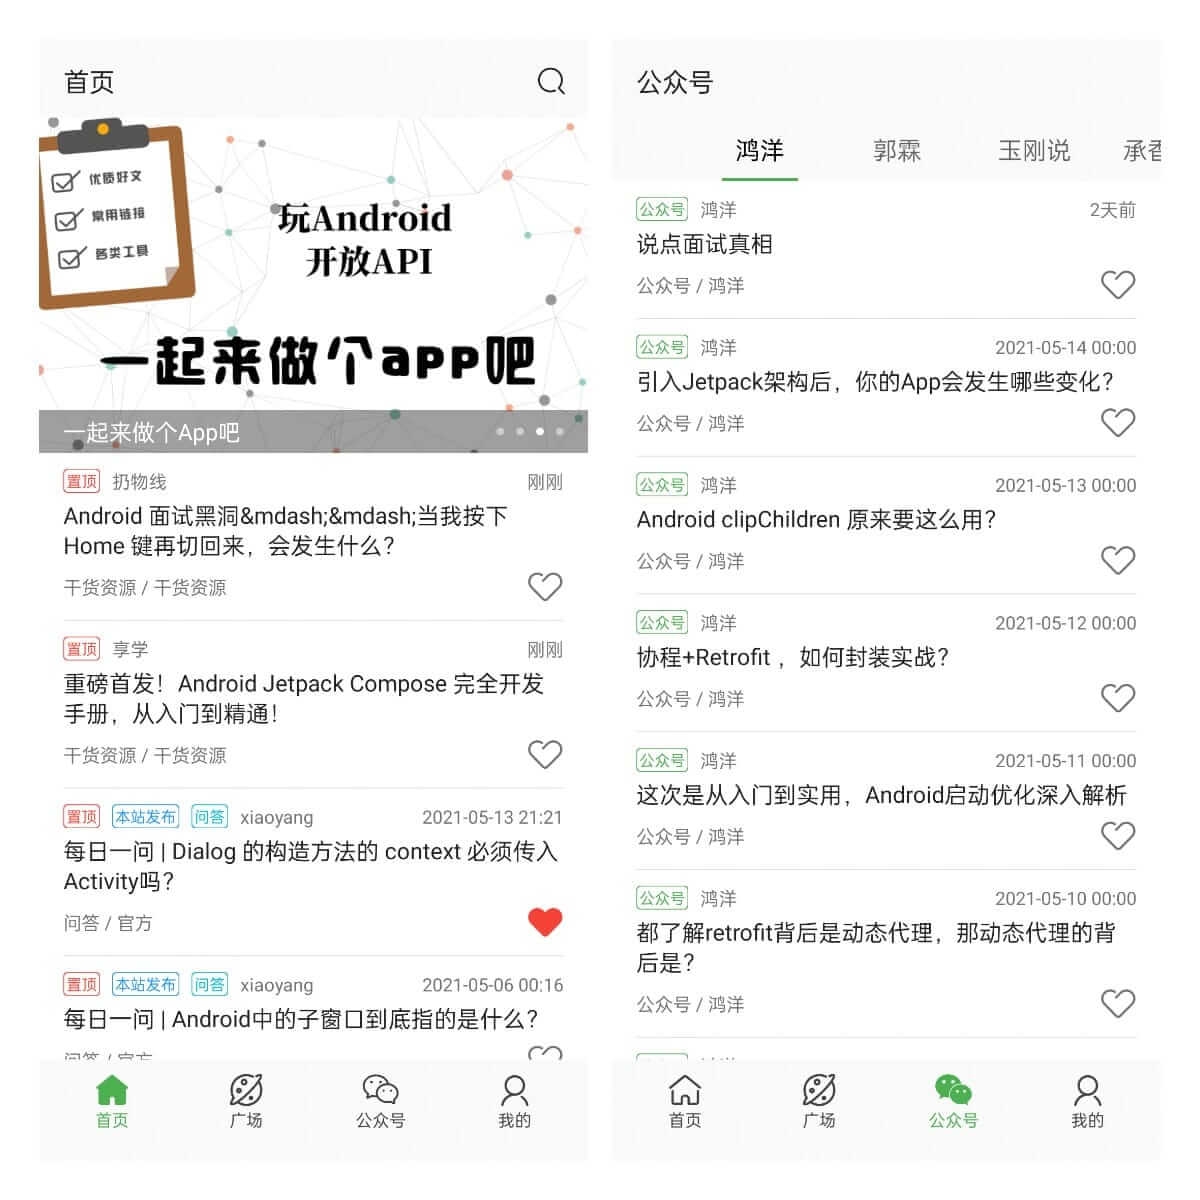 首页
优质好文
常用链接
各类工具
玩Android
开放API
一起来做个app吧
一起来做个App吧
置顶 扔物线 刚刚
Android 面试黑洞&mdash;&mdash;当我按下
Home 键再切回来，会发生什么？
干货资源 / 干货资源
置顶 享学 刚刚
重磅首发！Android Jetpack Compose 完全开发
手册，从入门到精通！
干货资源 / 干货资源
置顶 本站发布 问答 xiaoyang 2021-05-13 21:21
每日一问 | Dialog 的构造方法的 context 必须传入
Activity吗？
问答 / 官方
置顶 本站发布 问答 xiaoyang 2021-05-06 00:16
每日一问 | Android中的子窗口到底指的是什么？
问答 / 官方
首页 广场 公众号 我的
公众号
鸿洋 郭霖 玉刚说 承香
公众号 鸿洋 2天前
说点面试真相
公众号 / 鸿洋
公众号 鸿洋 2021-05-14 00:00
引入Jetpack架构后，你的App会发生哪些变化？
公众号 / 鸿洋
公众号 鸿洋 2021-05-13 00:00
Android clipChildren 原来要这么用？
公众号 / 鸿洋
公众号 鸿洋 2021-05-12 00:00
协程+Retrofit ，如何封装实战？
公众号 / 鸿洋
公众号 鸿洋 2021-05-11 00:00
这次是从入门到实用，Android启动优化深入解析
公众号 / 鸿洋
公众号 鸿洋 2021-05-10 00:00
都了解retrofit背后是动态代理，那动态代理的背
后是？
公众号 / 鸿洋
首页 广场 公众号 我的